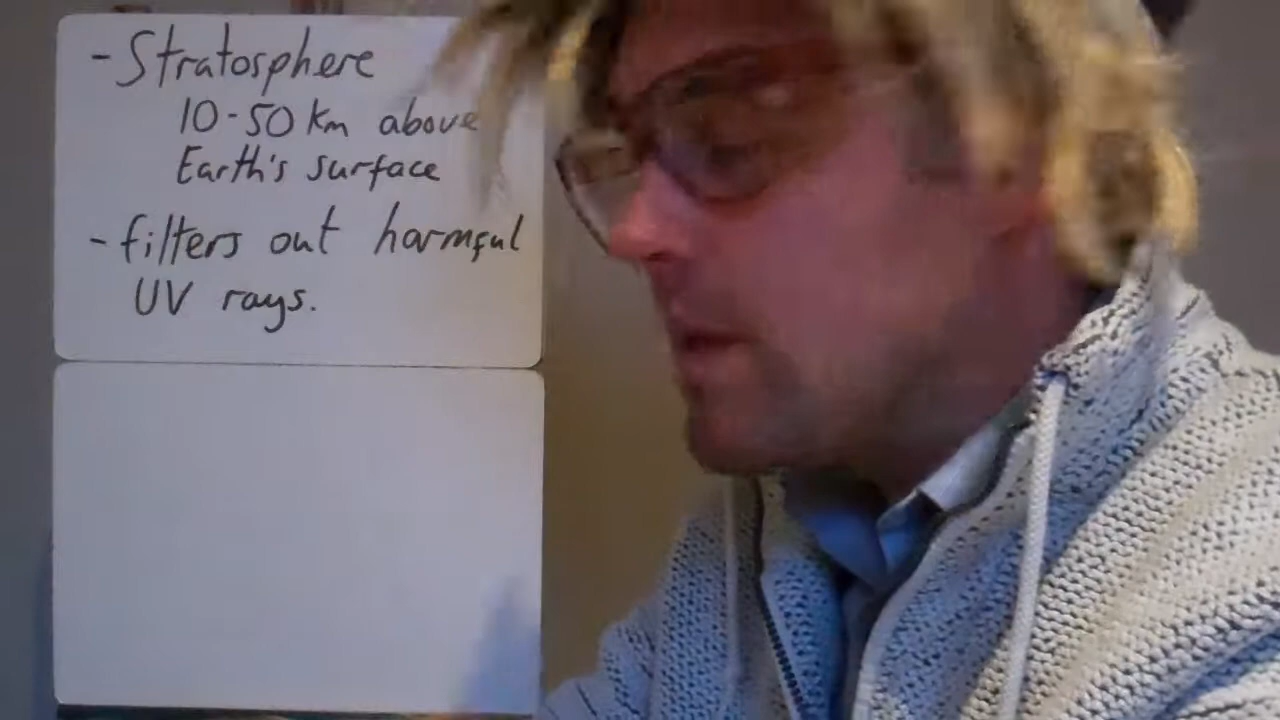 - Stratosphere
10-50 km above
Earth's surface
- filters out harmful
UV rays.